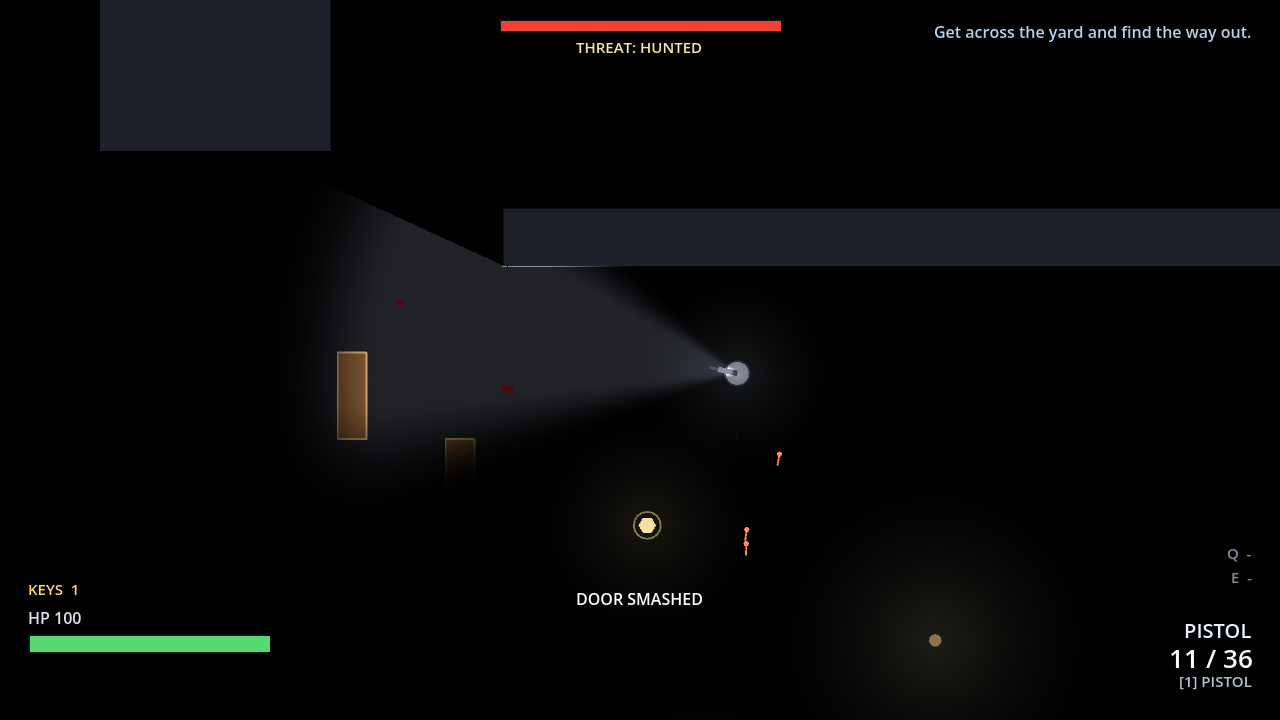 THREAT: HUNTED
Get across the yard and find the way out.
Q -
E -
KEYS 1
HP 100
DOOR SMASHED
PISTOL
11 / 36
[1] PISTOL